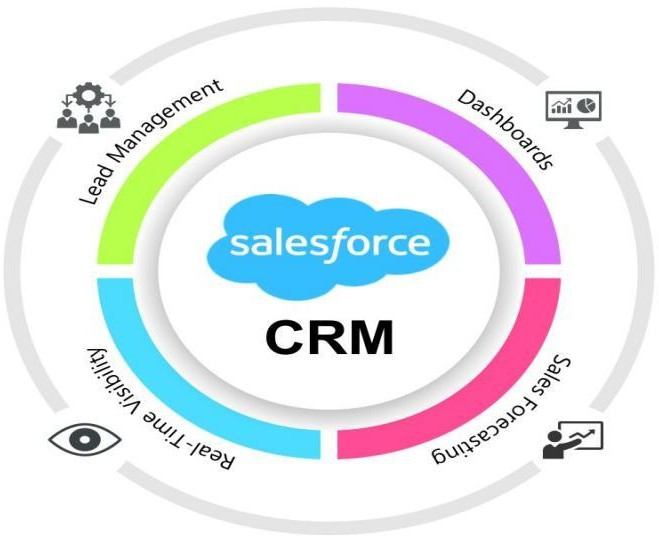 Lead Management
Dashboards
salesforce
CRM
Real-Time Visibility
Sales Forecasting